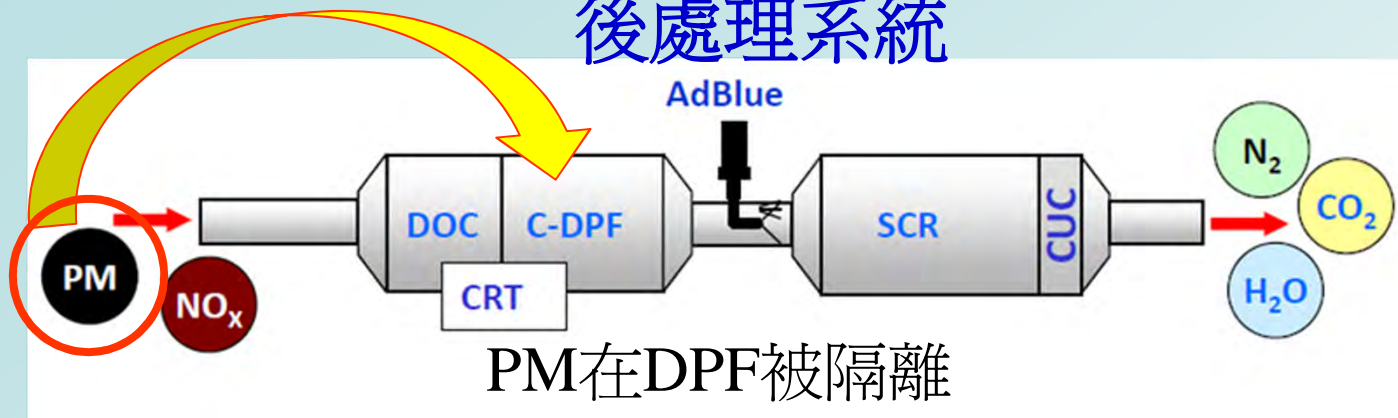 後處理系統
AdBlue
PM
NOx
DOC
C-DPF
CRT
SCR
CUC
N2
CO2
H2O
PM在DPF被隔離